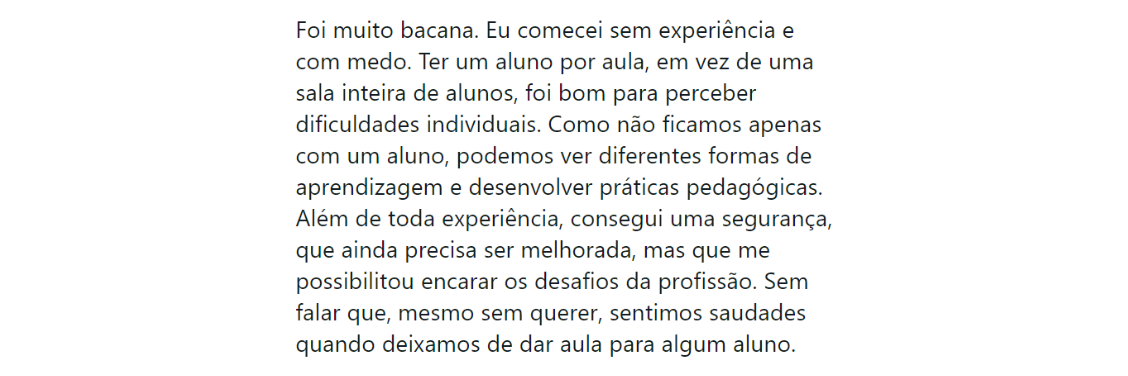 Foi muito bacana. Eu comecei sem experiência e
com medo. Ter um aluno por aula, em vez de uma
sala inteira de alunos, foi bom para perceber
dificuldades individuais. Como não ficamos apenas
com um aluno, podemos ver diferentes formas de
aprendizagem e desenvolver práticas pedagógicas.
Além de toda experiência, consegui uma segurança,
que ainda precisa ser melhorada, mas que me
possibilitou encarar os desafios da profissão. Sem
falar que, mesmo sem querer, sentimos saudades
quando deixamos de dar aula para algum aluno.